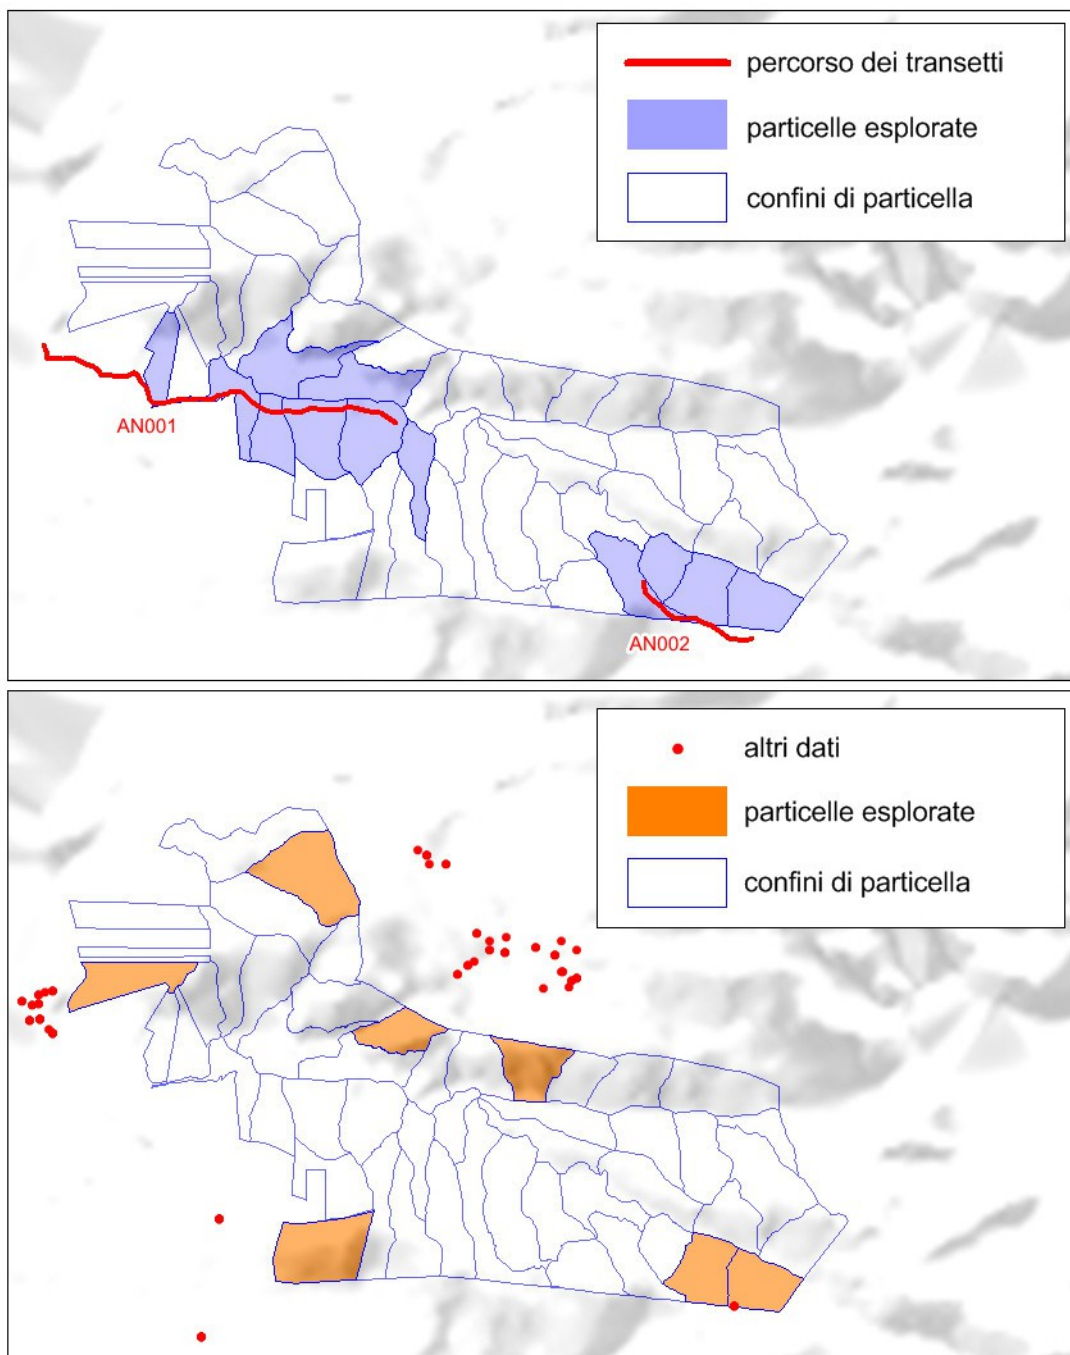 percorso dei transetti
particelle esplorate
confini di particella
AN001
AN002
altri dati
particelle esplorate
confini di particella